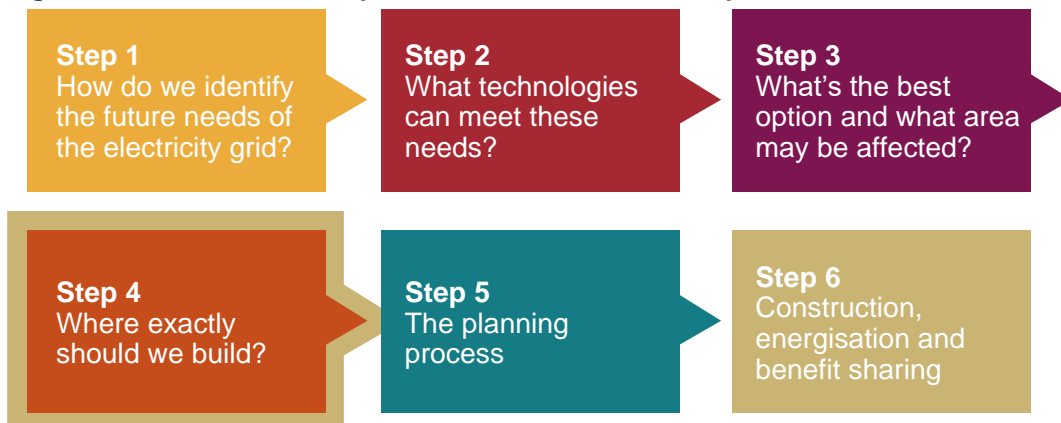 Step 1
How do we identify
the future needs of
the electricity grid?
Step 2
What technologies
can meet these
needs?
Step 3
What's the best
option and what area
may be affected?
Step 4
Where exactly
should we build?
Step 5
The planning
process
Step 6
Construction,
energisation and
benefit sharing